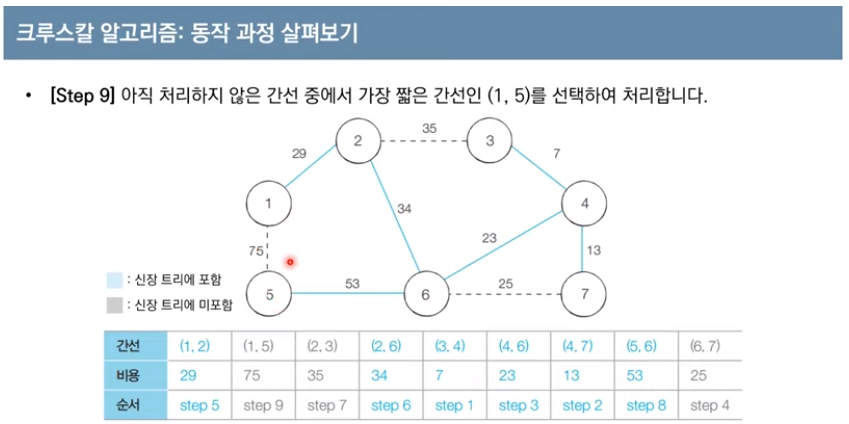 크루스칼 알고리즘: 동작 과정 살펴보기
• [Step 9] 아직 처리하지 않은 간선 중에서 가장 짧은 간선인 (1, 5)를 선택하여 처리합니다.
35
2
3
29
7
1
4
34
23
75
13
: 신장 트리에 포함
53
25
5
6
7
: 신장 트리에 미포함
간선 (1, 2) (1, 5) (2, 3) (2, 6) (3, 4) (4, 6) (4, 7) (5, 6) (6, 7)
비용 29 75 35 34 7 23 13 53 25
순서 step 5 step 9 step 7 step 6 step 1 step 3 step 2 step 8 step 4